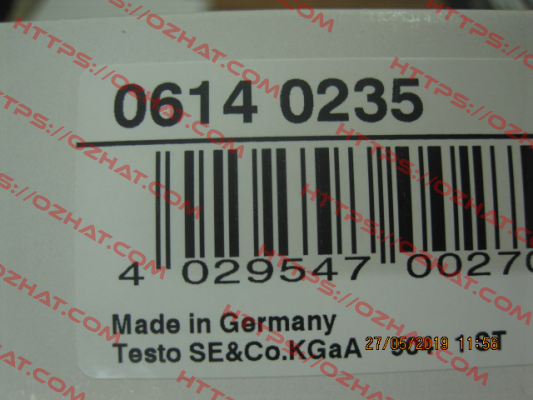 0614 0235
4 029547 00270
Made in Germany
Testo SE&Co.KGaA 1ST
27/05/2019 11:56
HTTPS://OZHAT.COM